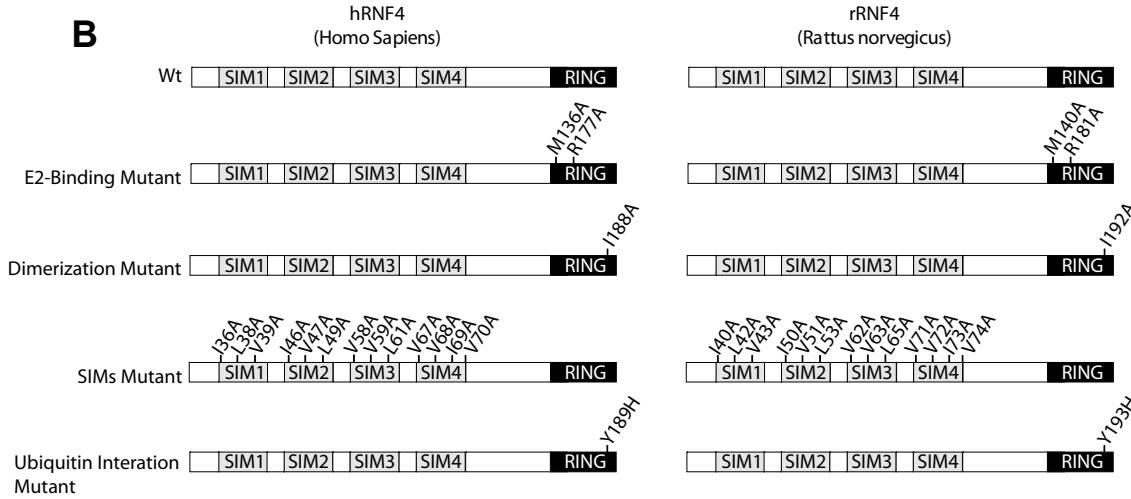 B
hRNF4
(Homo Sapiens)
rRNF4
(Rattus norvegicus)
Wt SIM1 SIM2 SIM3 SIM4 RING SIM1 SIM2 SIM3 SIM4 RING
M136A R177A M140A R181A
E2-Binding Mutant SIM1 SIM2 SIM3 SIM4 RING SIM1 SIM2 SIM3 SIM4 RING
I188A I192A
Dimerization Mutant SIM1 SIM2 SIM3 SIM4 RING SIM1 SIM2 SIM3 SIM4 RING
I36A L38A V39A I46A V47A L49A V58A V59A L61A V67A V68A I69A V70A I40A L42A V43A I50A V51A L53A V62A V63A L65A V71A V72A I73A V74A
SIMs Mutant SIM1 SIM2 SIM3 SIM4 RING SIM1 SIM2 SIM3 SIM4 RING
Y189H Y193H
Ubiquitin Interation SIM1 SIM2 SIM3 SIM4 RING SIM1 SIM2 SIM3 SIM4 RING
Mutant